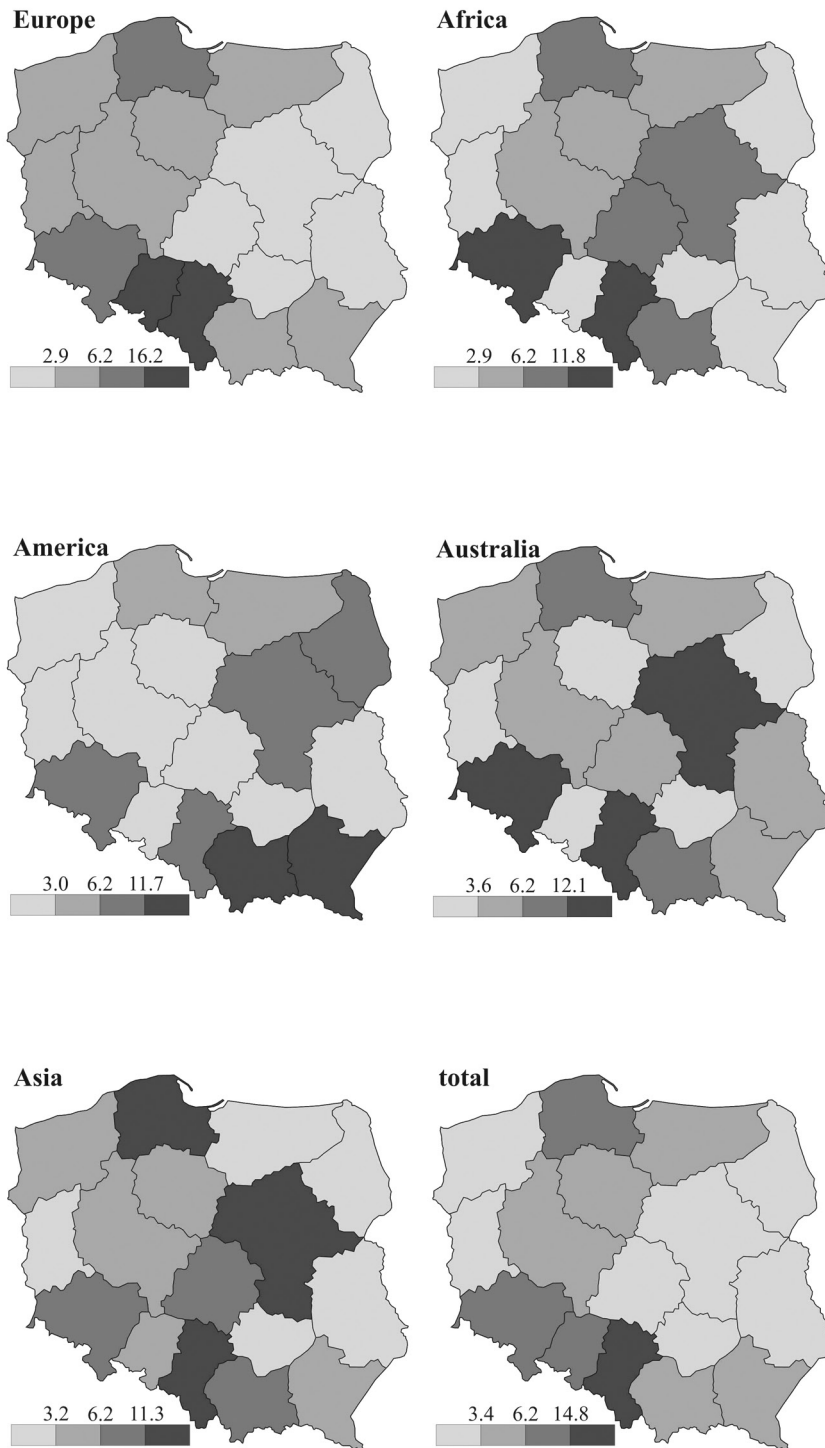 Europe
Africa
2.9 6.2 16.2
2.9 6.2 11.8
America
Australia
3.0 6.2 11.7
3.6 6.2 12.1
Asia
total
3.2 6.2 11.3
3.4 6.2 14.8